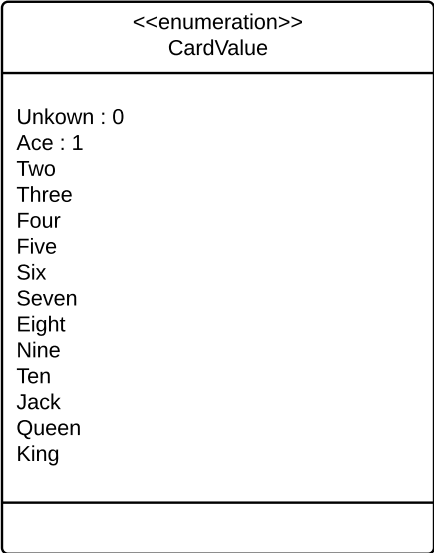 <<enumeration>>
CardValue
Unkown : 0
Ace : 1
Two
Three
Four
Five
Six
Seven
Eight
Nine
Ten
Jack
Queen
King